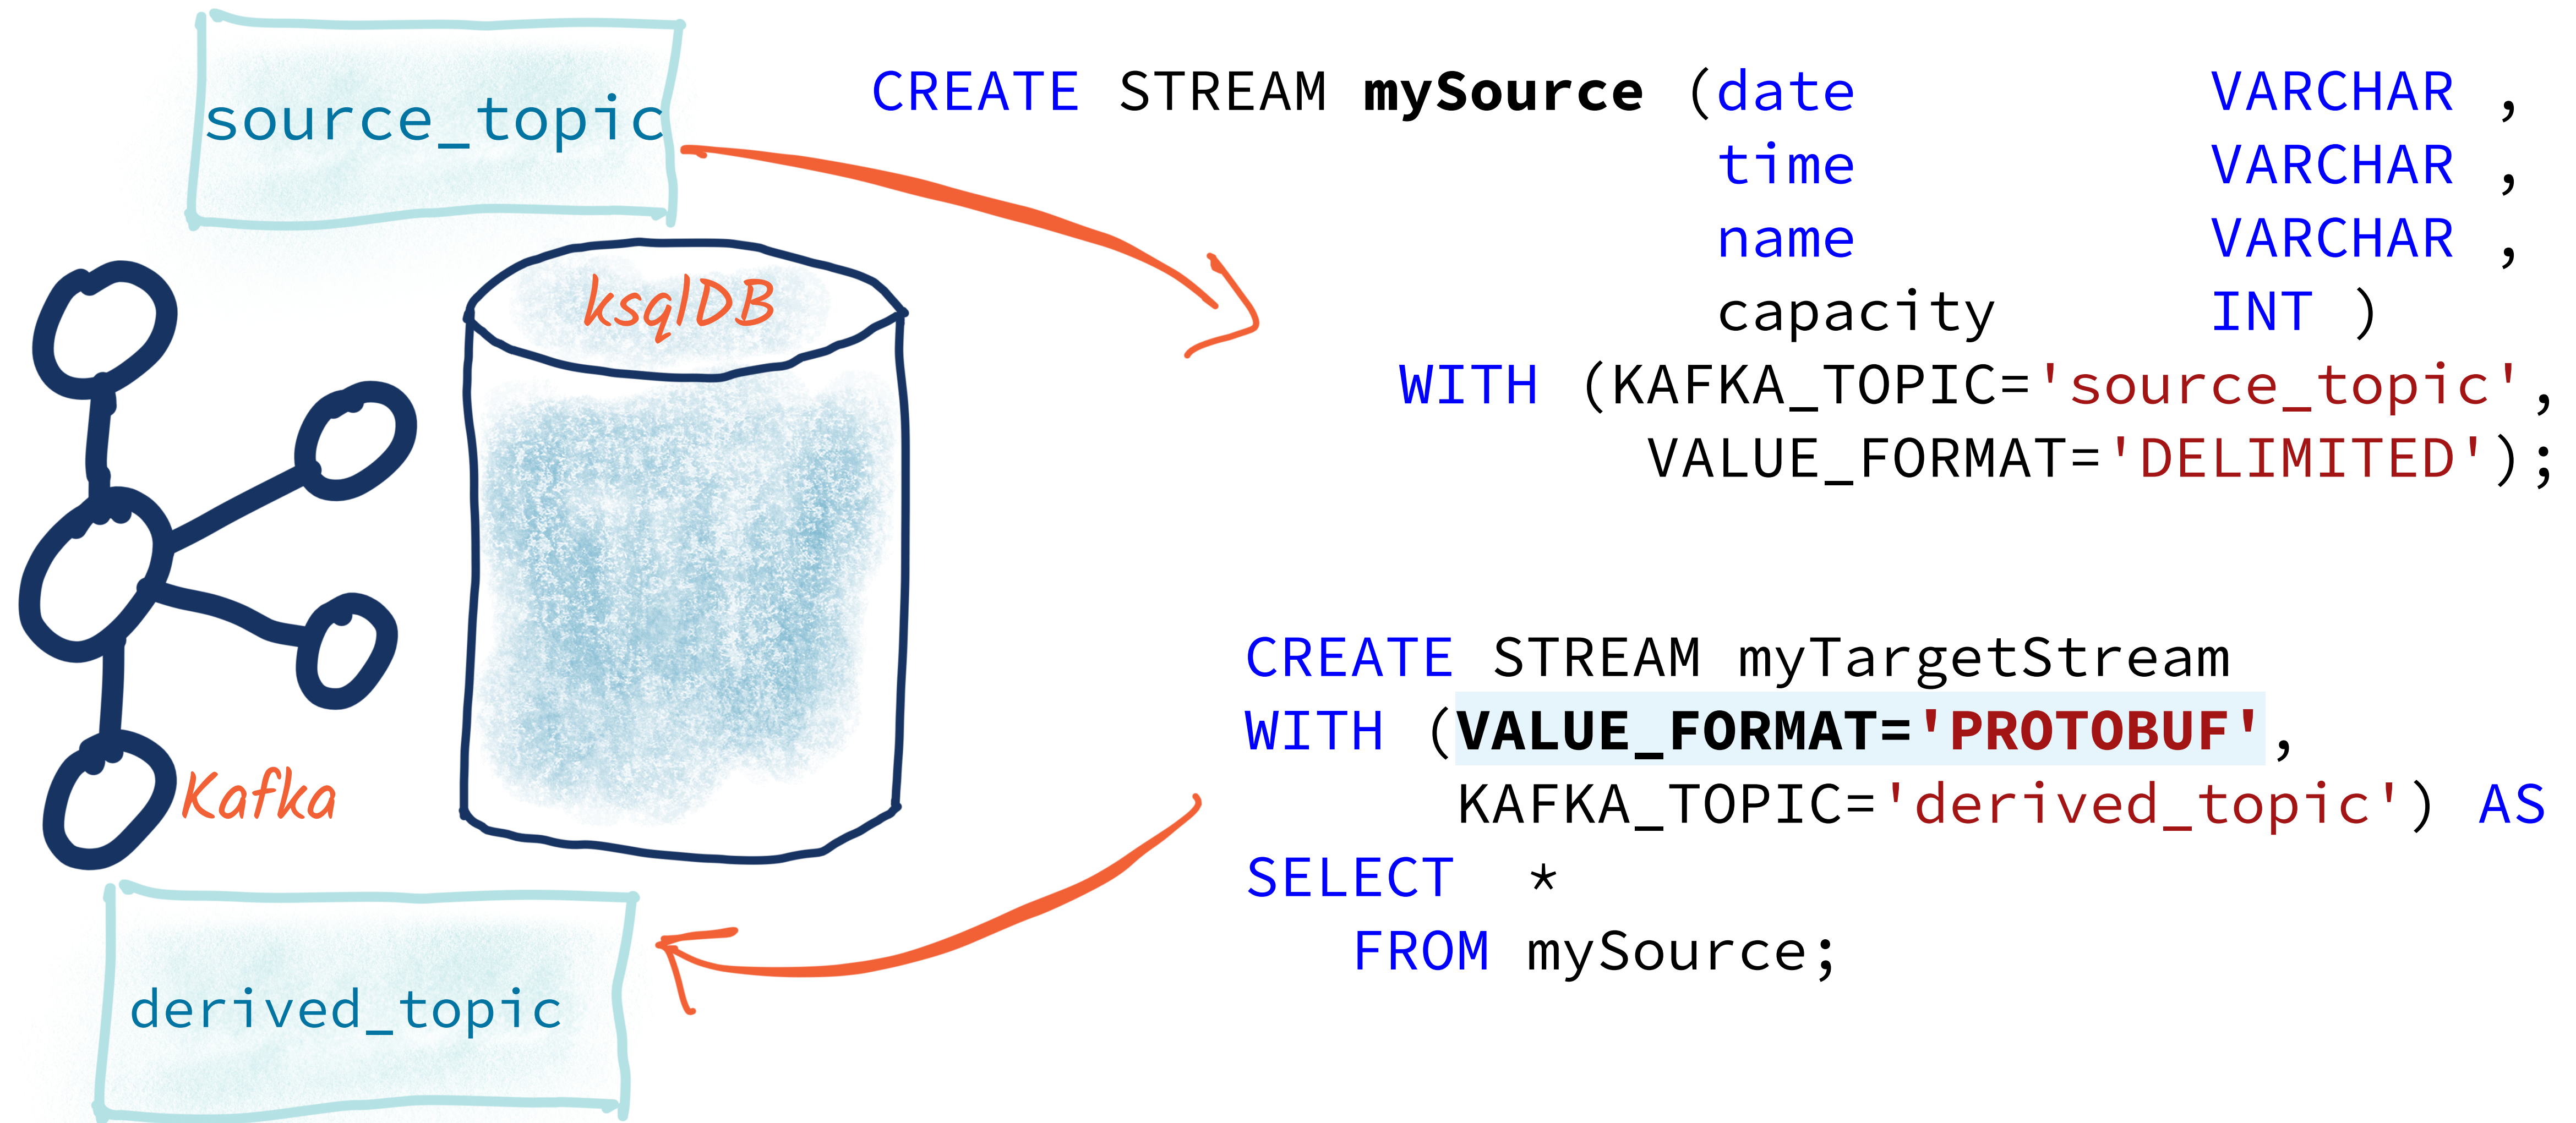 source_topic
CREATE STREAM mySource (date VARCHAR ,
time VARCHAR ,
name VARCHAR ,
capacity INT )
WITH (KAFKA_TOPIC='source_topic',
VALUE_FORMAT='DELIMITED');
ksqlDB
Kafka
CREATE STREAM myTargetStream
WITH (VALUE_FORMAT='PROTOBUF',
KAFKA_TOPIC='derived_topic') AS
SELECT *
FROM mySource;
derived_topic